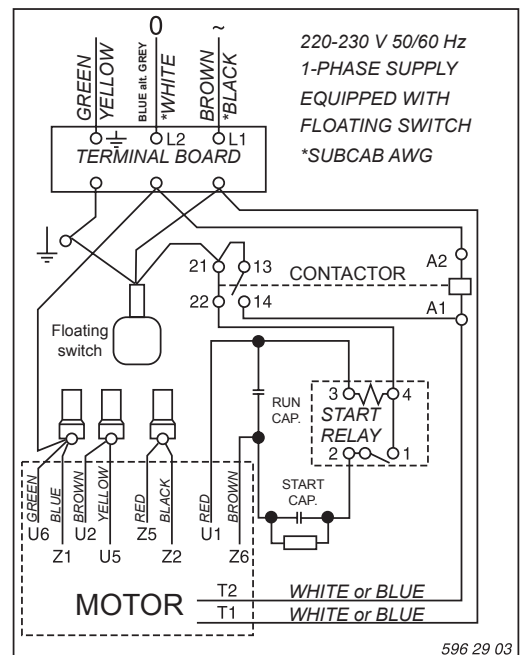 0 ~
GREEN
YELLOW
BLUE alt. GREY
*WHITE
BROWN
*BLACK
220-230 V 50/60 Hz
1-PHASE SUPPLY
EQUIPPED WITH
FLOATING SWITCH
*SUBCAB AWG
L2 L1
TERMINAL BOARD
21 13
A2
CONTACTOR
22 14
A1
Floating
switch
3 4
RUN
CAP.
START
RELAY
2 1
START
CAP.
GREEN
BLUE
BROWN
YELLOW
RED
BLACK
RED
BROWN
U6 U2 Z5 U1
Z1 U5 Z2 Z6
MOTOR
T2 WHITE or BLUE
T1 WHITE or BLUE
596 29 03